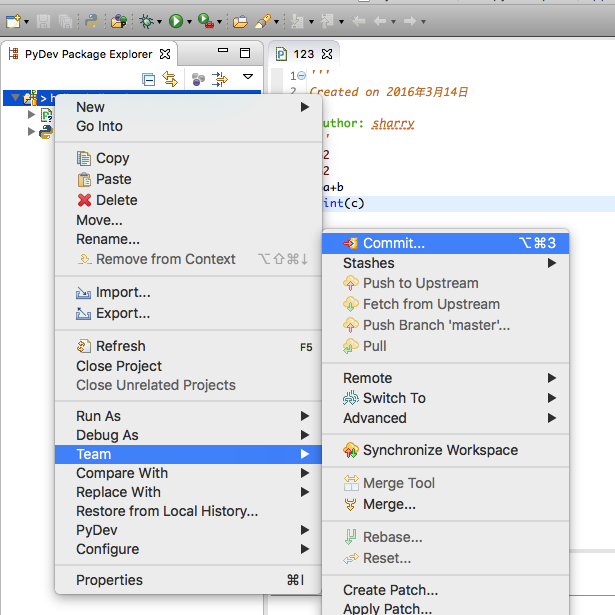 PyDev Package Explorer
123
1 '''
2 Created on 2016年3月14日
author: sharry
'
2
2
a+b
int(c)
> h
New
Go Into
Copy
Paste
Delete
Move...
Rename...
Remove from Context ⌥⇧⌘↓
Import...
Export...
Refresh F5
Close Project
Close Unrelated Projects
Run As
Debug As
Team
Compare With
Replace With
Restore from Local History...
PyDev
Configure
Properties ⌘I
Commit... ⌥⌘3
Stashes
Push to Upstream
Fetch from Upstream
Push Branch 'master'...
Pull
Remote
Switch To
Advanced
Synchronize Workspace
Merge Tool
Merge...
Rebase...
Reset...
Create Patch...
Apply Patch...